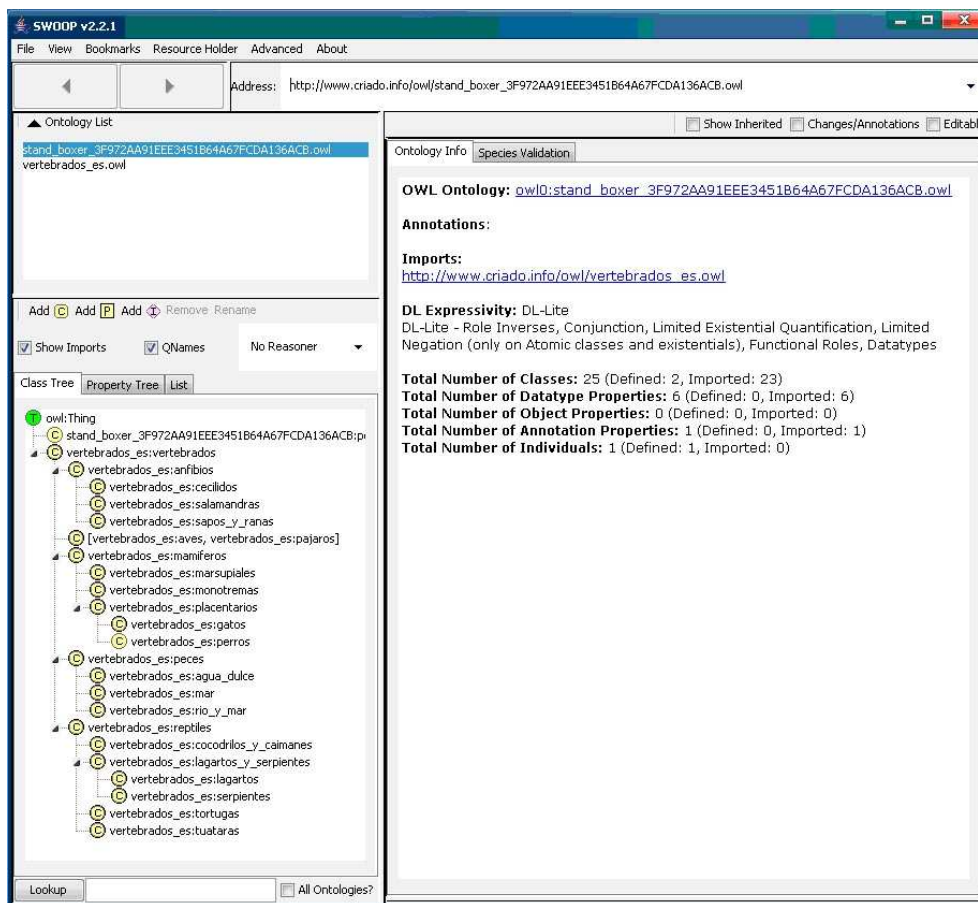 SWOOP v2.2.1
File View Bookmarks Resource Holder Advanced About
Address: http://www.criado.info/owl/stand_boxer_3F972AA91EEE3451B64A67FCDA136ACB.owl
Ontology List
stand_boxer_3F972AA91EEE3451B64A67FCDA136ACB.owl
vertebrados_es.owl
Add C Add P Add I Remove Rename
Show Imports QNames No Reasoner
Class Tree Property Tree List
T owl:Thing
C stand_boxer_3F972AA91EEE3451B64A67FCDA136ACB:p
C vertebrados_es:vertebrados
C vertebrados_es:anfibios
C vertebrados_es:cecilidos
C vertebrados_es:salamandras
C vertebrados_es:sapos_y_ranas
C [vertebrados_es:aves, vertebrados_es:pajaros]
C vertebrados_es:mamiferos
C vertebrados_es:marsupiales
C vertebrados_es:monotremas
C vertebrados_es:placentarios
C vertebrados_es:gatos
C vertebrados_es:perros
C vertebrados_es:peces
C vertebrados_es:agua_dulce
C vertebrados_es:mar
C vertebrados_es:rio_y_mar
C vertebrados_es:reptiles
C vertebrados_es:cocodrilos_y_caimanes
C vertebrados_es:lagartos_y_serpientes
C vertebrados_es:lagartos
C vertebrados_es:serpientes
C vertebrados_es:tortugas
C vertebrados_es:tuataras
Lookup All Ontologies?
Show Inherited Changes/Annotations Editabl
Ontology Info Species Validation
OWL Ontology: owl0:stand_boxer_3F972AA91EEE3451B64A67FCDA136ACB.owl
Annotations:
Imports:
http://www.criado.info/owl/vertebrados_es.owl
DL Expressivity: DL-Lite
DL-Lite - Role Inverses, Conjunction, Limited Existential Quantification, Limited
Negation (only on Atomic classes and existentials), Functional Roles, Datatypes
Total Number of Classes: 25 (Defined: 2, Imported: 23)
Total Number of Datatype Properties: 6 (Defined: 0, Imported: 6)
Total Number of Object Properties: 0 (Defined: 0, Imported: 0)
Total Number of Annotation Properties: 1 (Defined: 0, Imported: 1)
Total Number of Individuals: 1 (Defined: 1, Imported: 0)